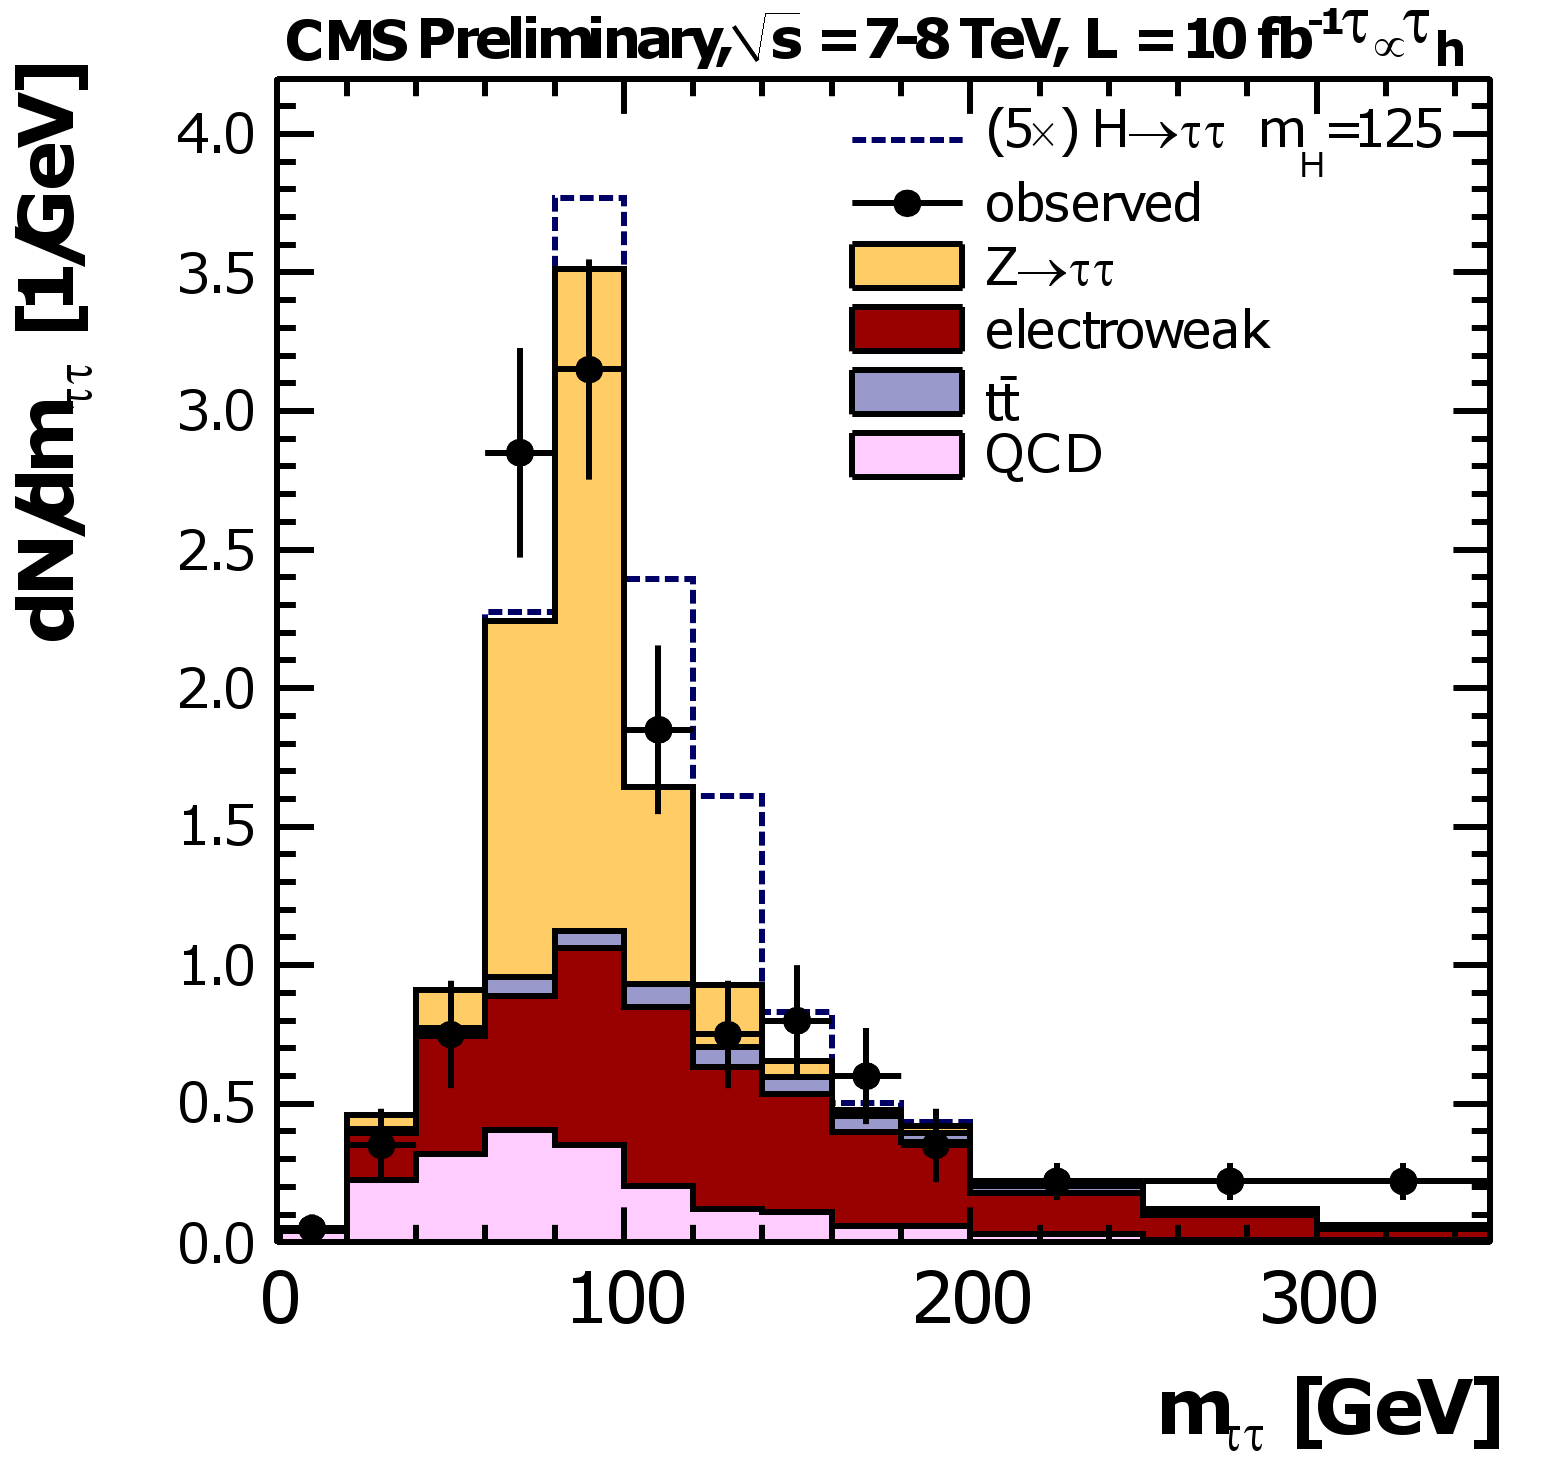 CMS Preliminary, √s = 7-8 TeV, L = 10 fb⁻¹ τ∝τh
dN/dmττ [1/GeV]
4.0
3.5
3.0
2.5
2.0
1.5
1.0
0.5
0.0
(5×) H→ττ mH=125
observed
Z→ττ
electroweak
tt̄
QCD
0 100 200 300
mττ [GeV]